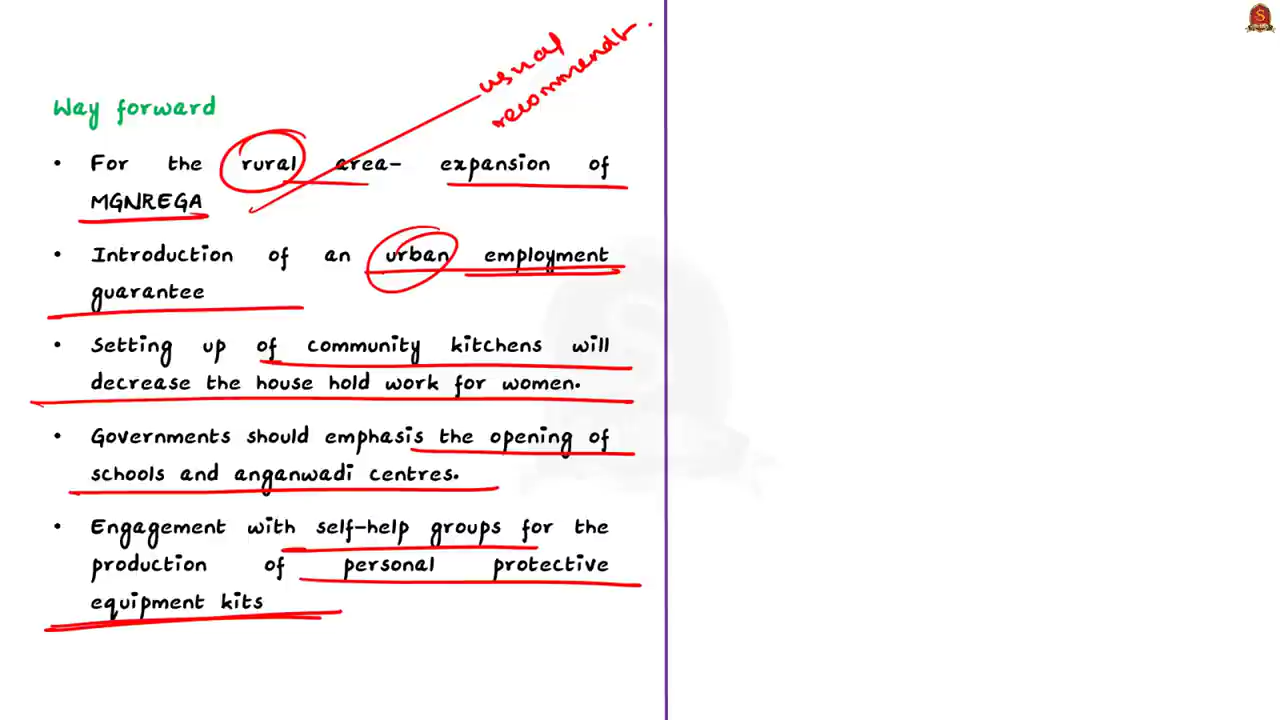 usual
recommendt.
Way forward
• For the rural area- expansion of
MGNREGA
• Introduction of an urban employment
guarantee
• Setting up of community kitchens will
decrease the house hold work for women.
• Governments should emphasis the opening of
schools and anganwadi centres.
• Engagement with self-help groups for the
production of personal protective
equipment kits